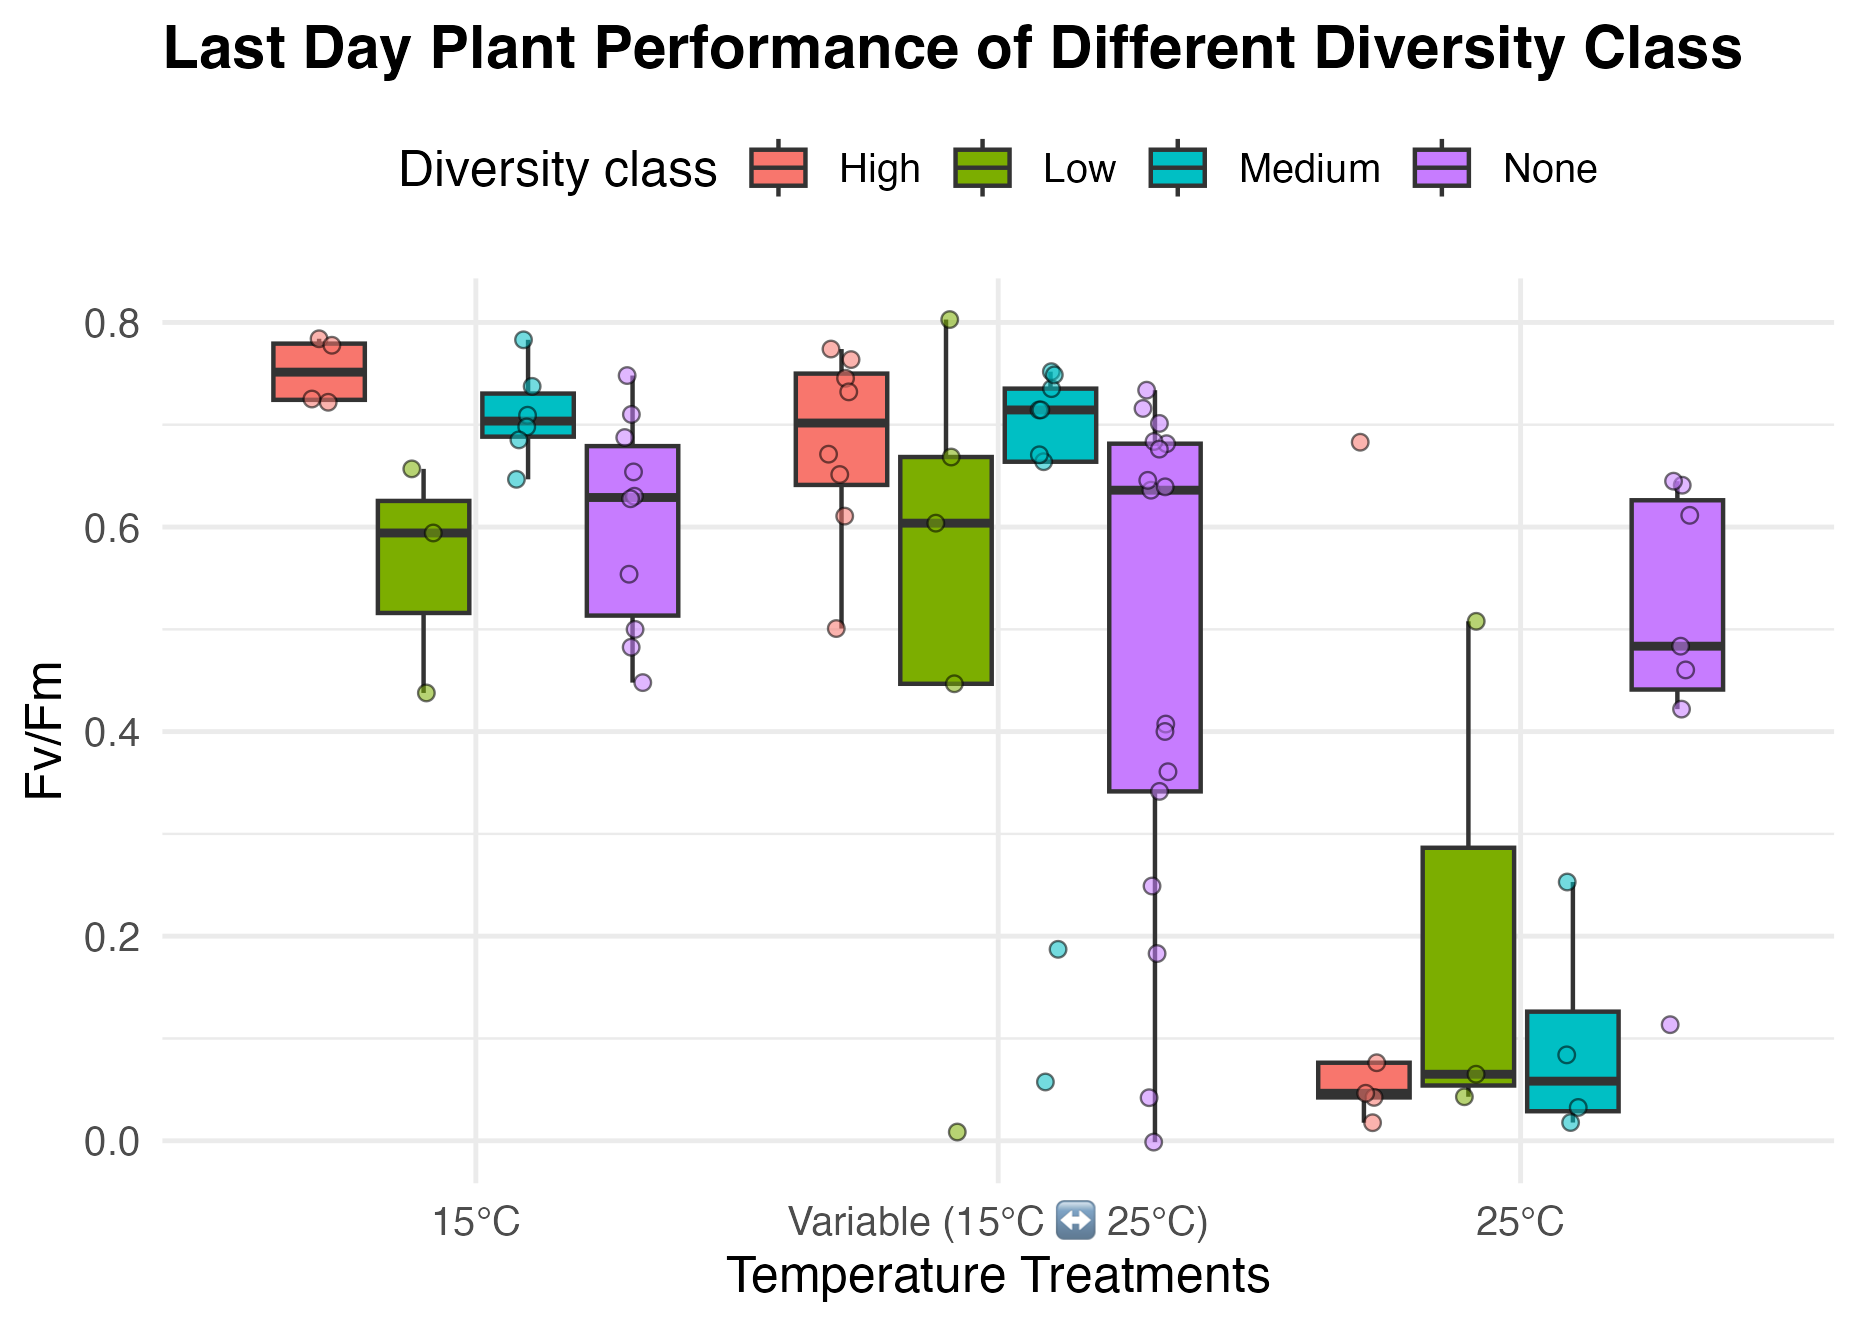 Last Day Plant Performance of Different Diversity Class
Diversity class High Low Medium None
0.8
0.6
0.4
0.2
0.0
Fv/Fm
15°C Variable (15°C ↔️ 25°C) 25°C
Temperature Treatments